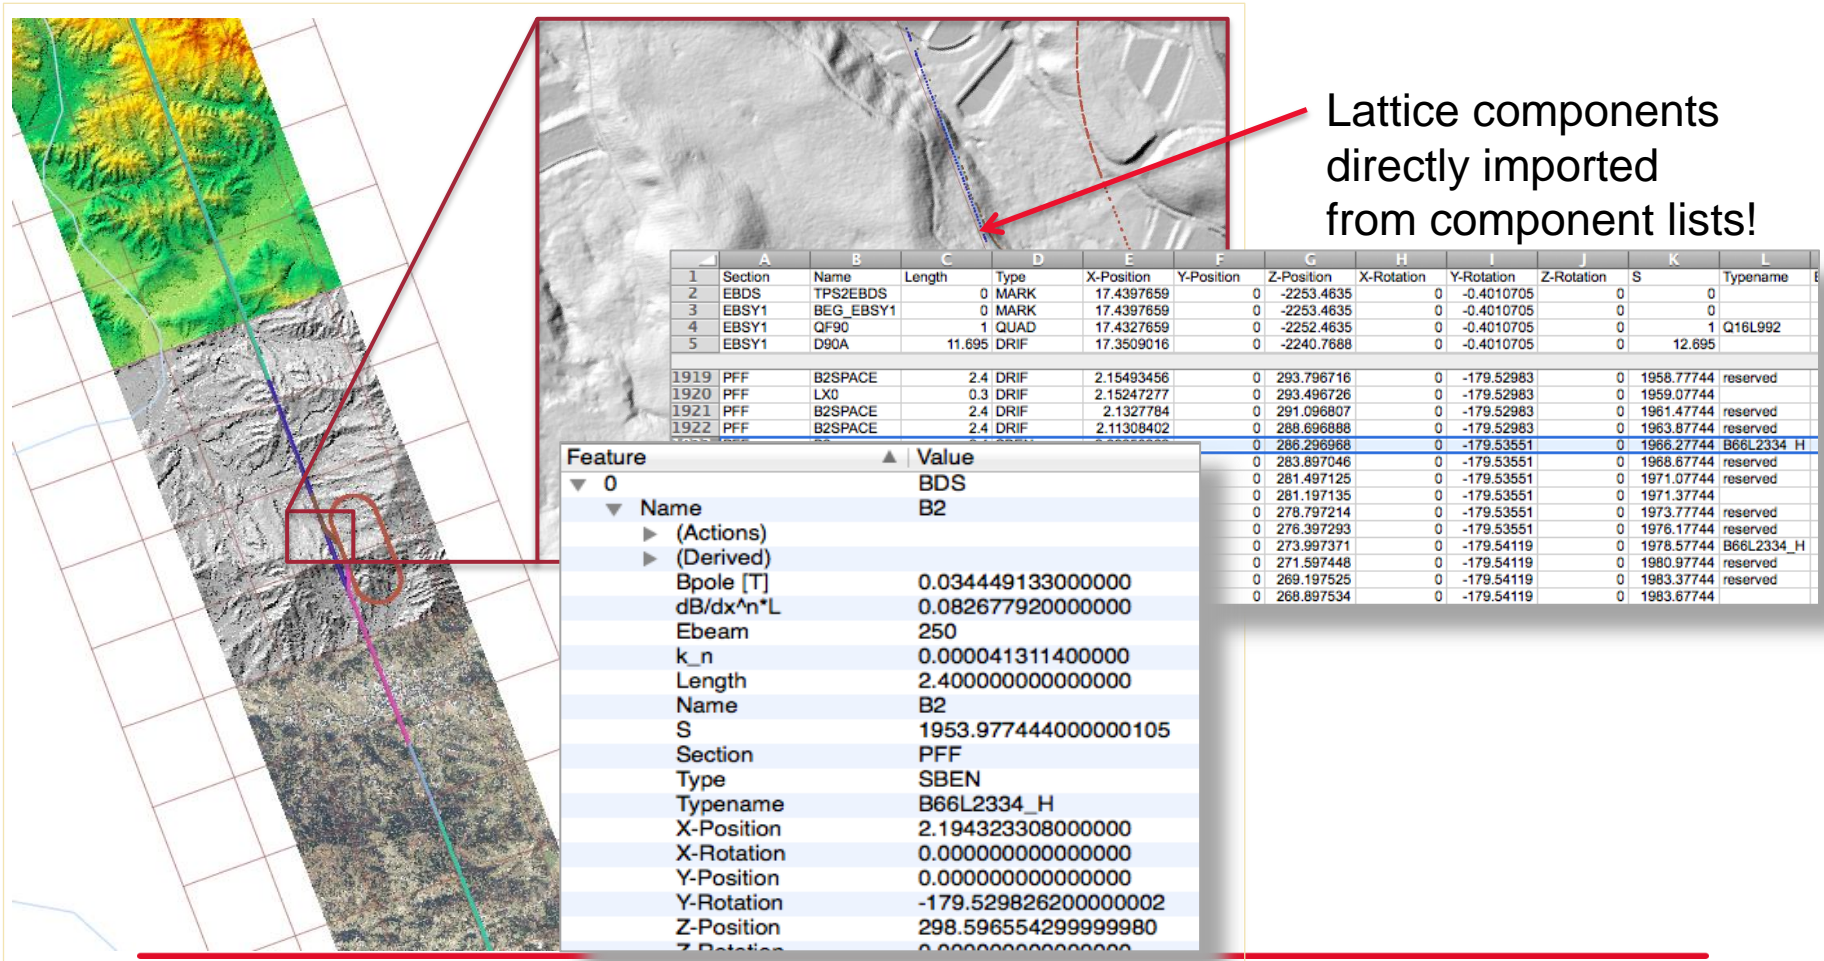 Lattice components
directly imported
from component lists!
A B C D E F G H I J K L
1 Section Name Length Type X-Position Y-Position Z-Position X-Rotation Y-Rotation Z-Rotation S Typename
2 EBDS TPS2EBDS 0 MARK 17.4397659 0 -2253.4635 0 -0.4010705 0 0
3 EBSY1 BEG_EBSY1 0 MARK 17.4397659 0 -2253.4635 0 -0.4010705 0 0
4 EBSY1 QF90 1 QUAD 17.4327659 0 -2252.4635 0 -0.4010705 0 1 Q16L992
5 EBSY1 D90A 11.695 DRIF 17.3509016 0 -2240.7688 0 -0.4010705 0 12.695
1919 PFF B2SPACE 2.4 DRIF 2.15493456 0 293.796716 0 -179.52983 0 1958.77744 reserved
1920 PFF LX0 0.3 DRIF 2.15247277 0 293.496726 0 -179.52983 0 1959.07744
1921 PFF B2SPACE 2.4 DRIF 2.1327784 0 291.096807 0 -179.52983 0 1961.47744 reserved
1922 PFF B2SPACE 2.4 DRIF 2.11308402 0 288.696888 0 -179.52983 0 1963.87744 reserved
0 286.296968 0 -179.53551 0 1966.27744 B66L2334_H
0 283.897046 0 -179.53551 0 1968.67744 reserved
0 281.497125 0 -179.53551 0 1971.07744 reserved
0 281.197135 0 -179.53551 0 1971.37744
0 278.797214 0 -179.53551 0 1973.77744 reserved
0 276.397293 0 -179.53551 0 1976.17744 reserved
0 273.997371 0 -179.54119 0 1978.57744 B66L2334_H
0 271.597448 0 -179.54119 0 1980.97744 reserved
0 269.197525 0 -179.54119 0 1983.37744 reserved
0 268.897534 0 -179.54119 0 1983.67744
Feature Value
0 BDS
Name B2
(Actions)
(Derived)
Bpole [T] 0.034449133000000
dB/dx^n*L 0.082677920000000
Ebeam 250
k_n 0.000041311400000
Length 2.400000000000000
Name B2
S 1953.977444000000105
Section PFF
Type SBEN
Typename B66L2334_H
X-Position 2.194323308000000
X-Rotation 0.000000000000000
Y-Position 0.000000000000000
Y-Rotation -179.529826200000002
Z-Position 298.596554299999980